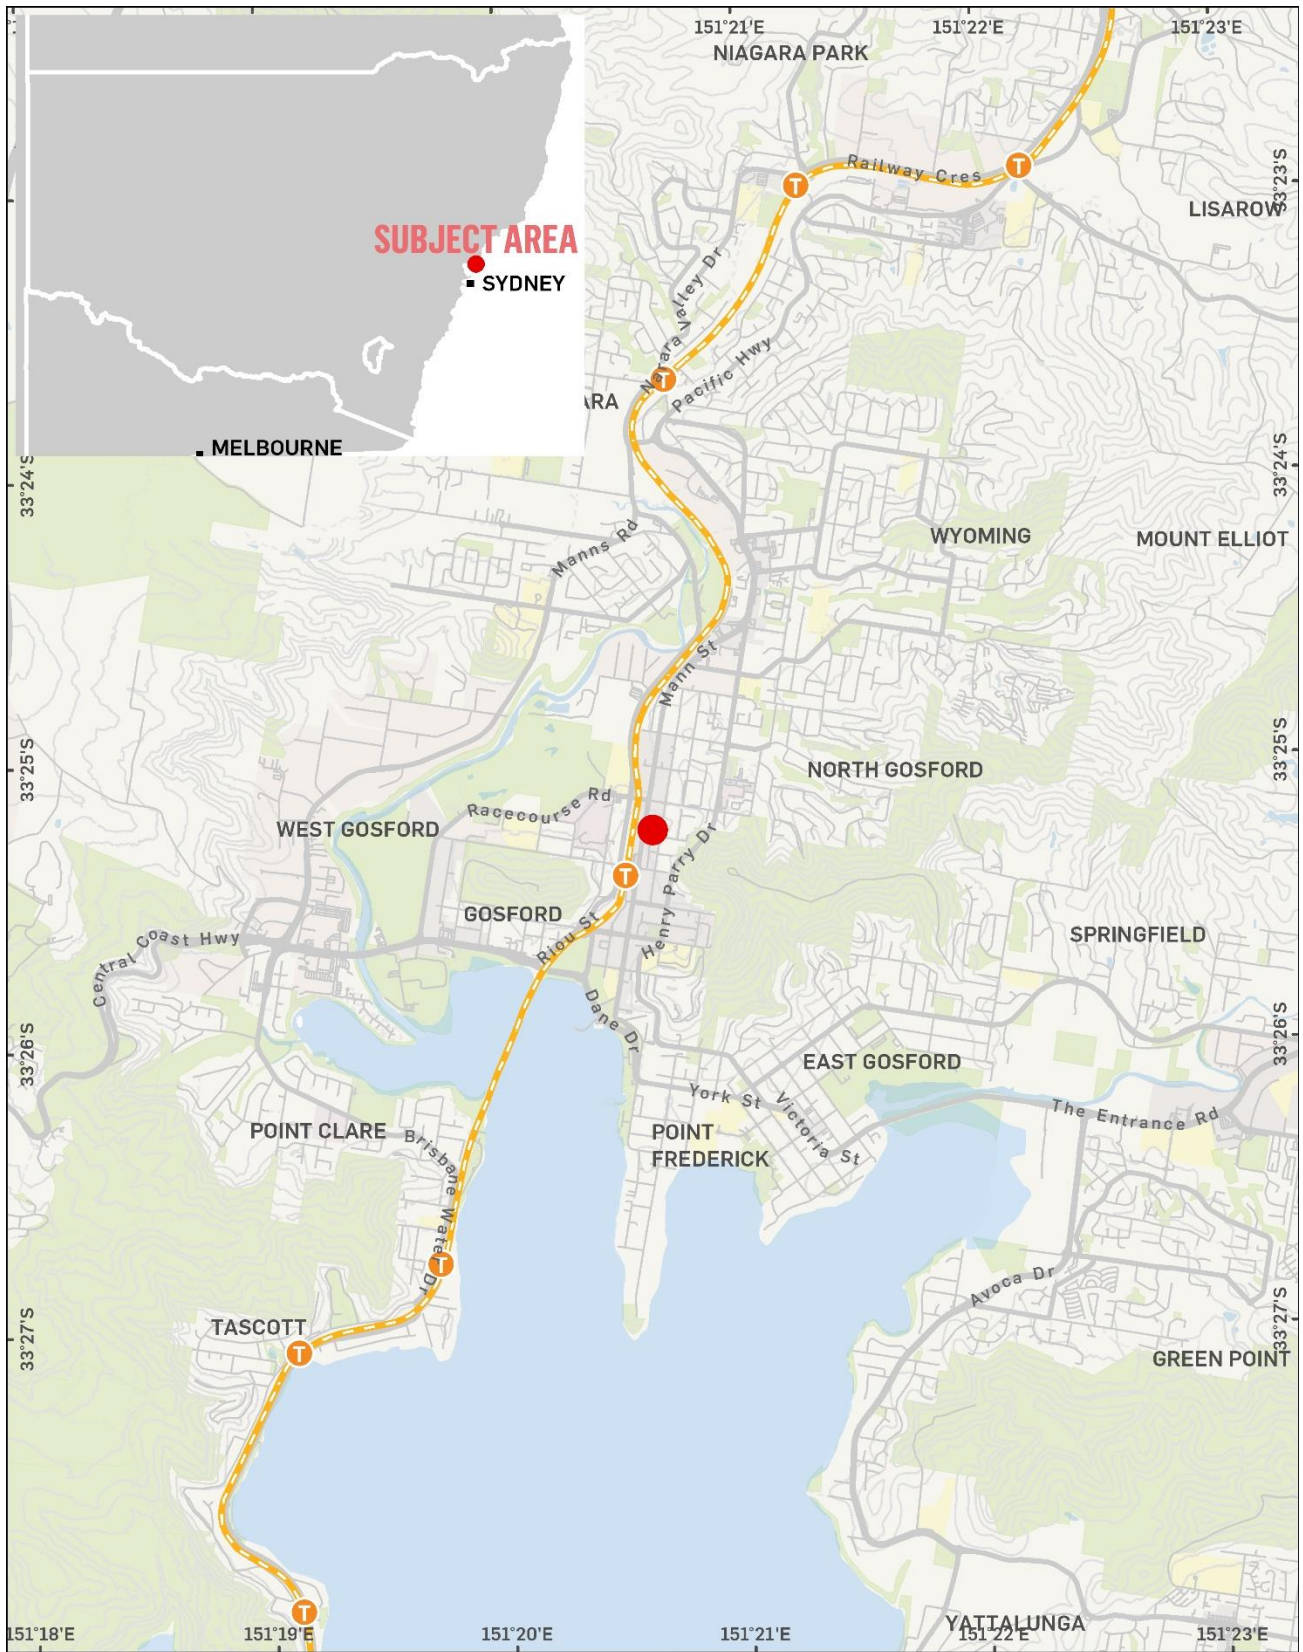 151°21'E
151°22'E
151°23'E
NIAGARA PARK
Railway Cres
33°23'S
LISAROW
SUBJECT AREA
SYDNEY
Narara Valley Dr
Pacific Hwy
ARA
MELBOURNE
33°24'S
33°24'S
Manns Rd
WYOMING
MOUNT ELLIOT
Mann St
33°25'S
33°25'S
NORTH GOSFORD
Racecourse Rd
WEST GOSFORD
Henry Parry Dr
GOSFORD
Riou St
Central Coast Hwy
SPRINGFIELD
Dane Dr
33°26'S
33°26'S
EAST GOSFORD
York St
Victoria St
The Entrance Rd
POINT CLARE
Brisbane Water Dr
POINT
FREDERICK
Avoca Dr
33°27'S
33°27'S
TASCOTT
GREEN POINT
YATTALUNGA
151°18'E
151°19'E
151°20'E
151°21'E
151°22'E
151°23'E
T
T
T
T
T
T
T